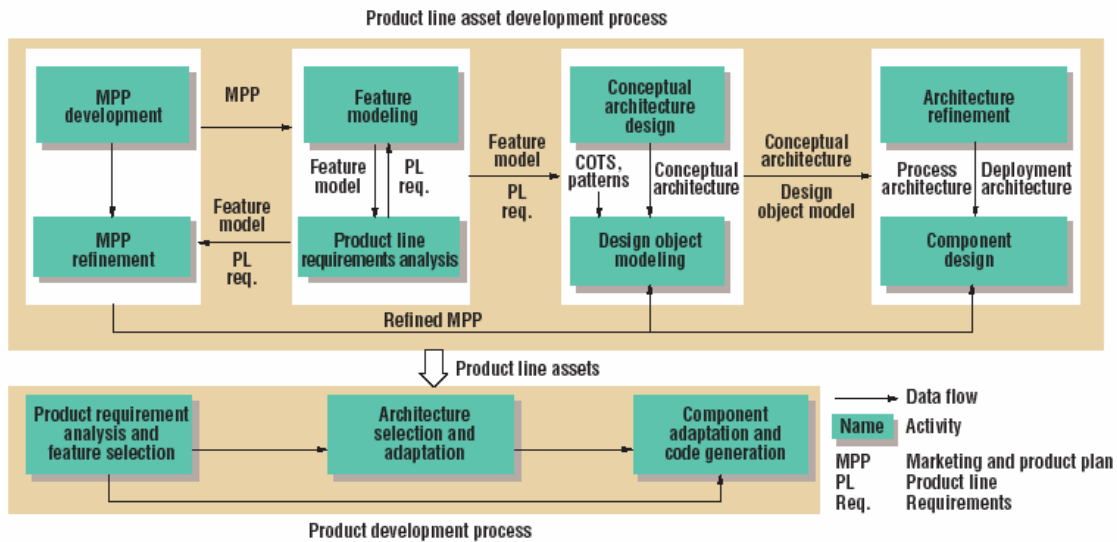 Product line asset development process
MPP
development
MPP
Feature
modeling
Feature
model
PL
req.
MPP
refinement
Feature
model
PL
req.
Product line
requirements analysis
Feature
model
PL
req.
Conceptual
architecture
design
COTS,
patterns
Conceptual
architecture
Design object
modeling
Conceptual
architecture
Design
object model
Architecture
refinement
Process
architecture
Deployment
architecture
Component
design
Refined MPP
Product line assets
Product requirement
analysis and
feature selection
Architecture
selection and
adaptation
Component
adaptation and
code generation
Product development process
Data flow
Name Activity
MPP Marketing and product plan
PL Product line
Req. Requirements